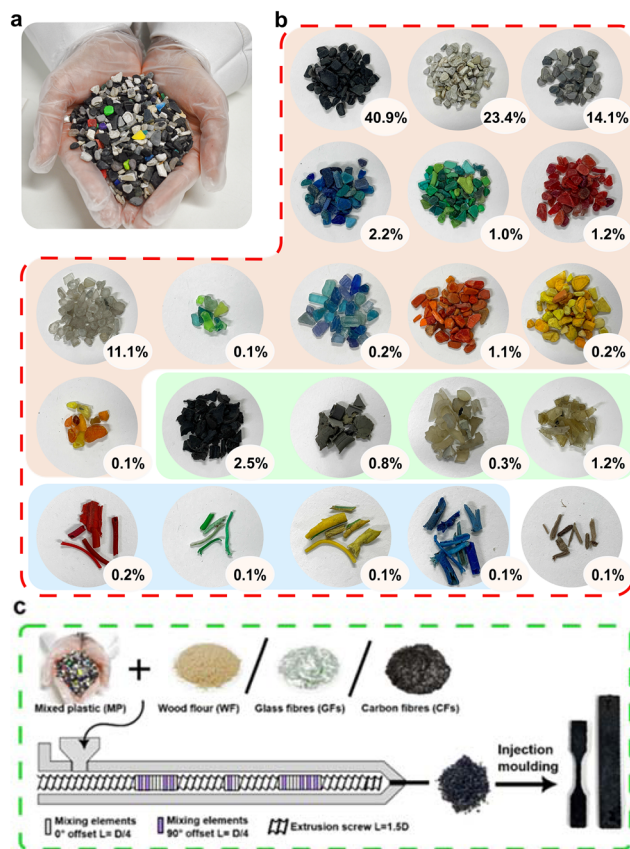 a
b
40.9%
23.4%
14.1%
2.2%
1.0%
1.2%
11.1%
0.1%
0.2%
1.1%
0.2%
0.1%
2.5%
0.8%
0.3%
1.2%
0.2%
0.1%
0.1%
0.1%
0.1%
c
Mixed plastic (MP)
+
Wood flour (WF)
/
Glass fibres (GFs)
/
Carbon fibres (CFs)
Injection
moulding
Mixing elements
0° offset L= D/4
Mixing elements
90° offset L= D/4
Extrusion screw L=1.5D